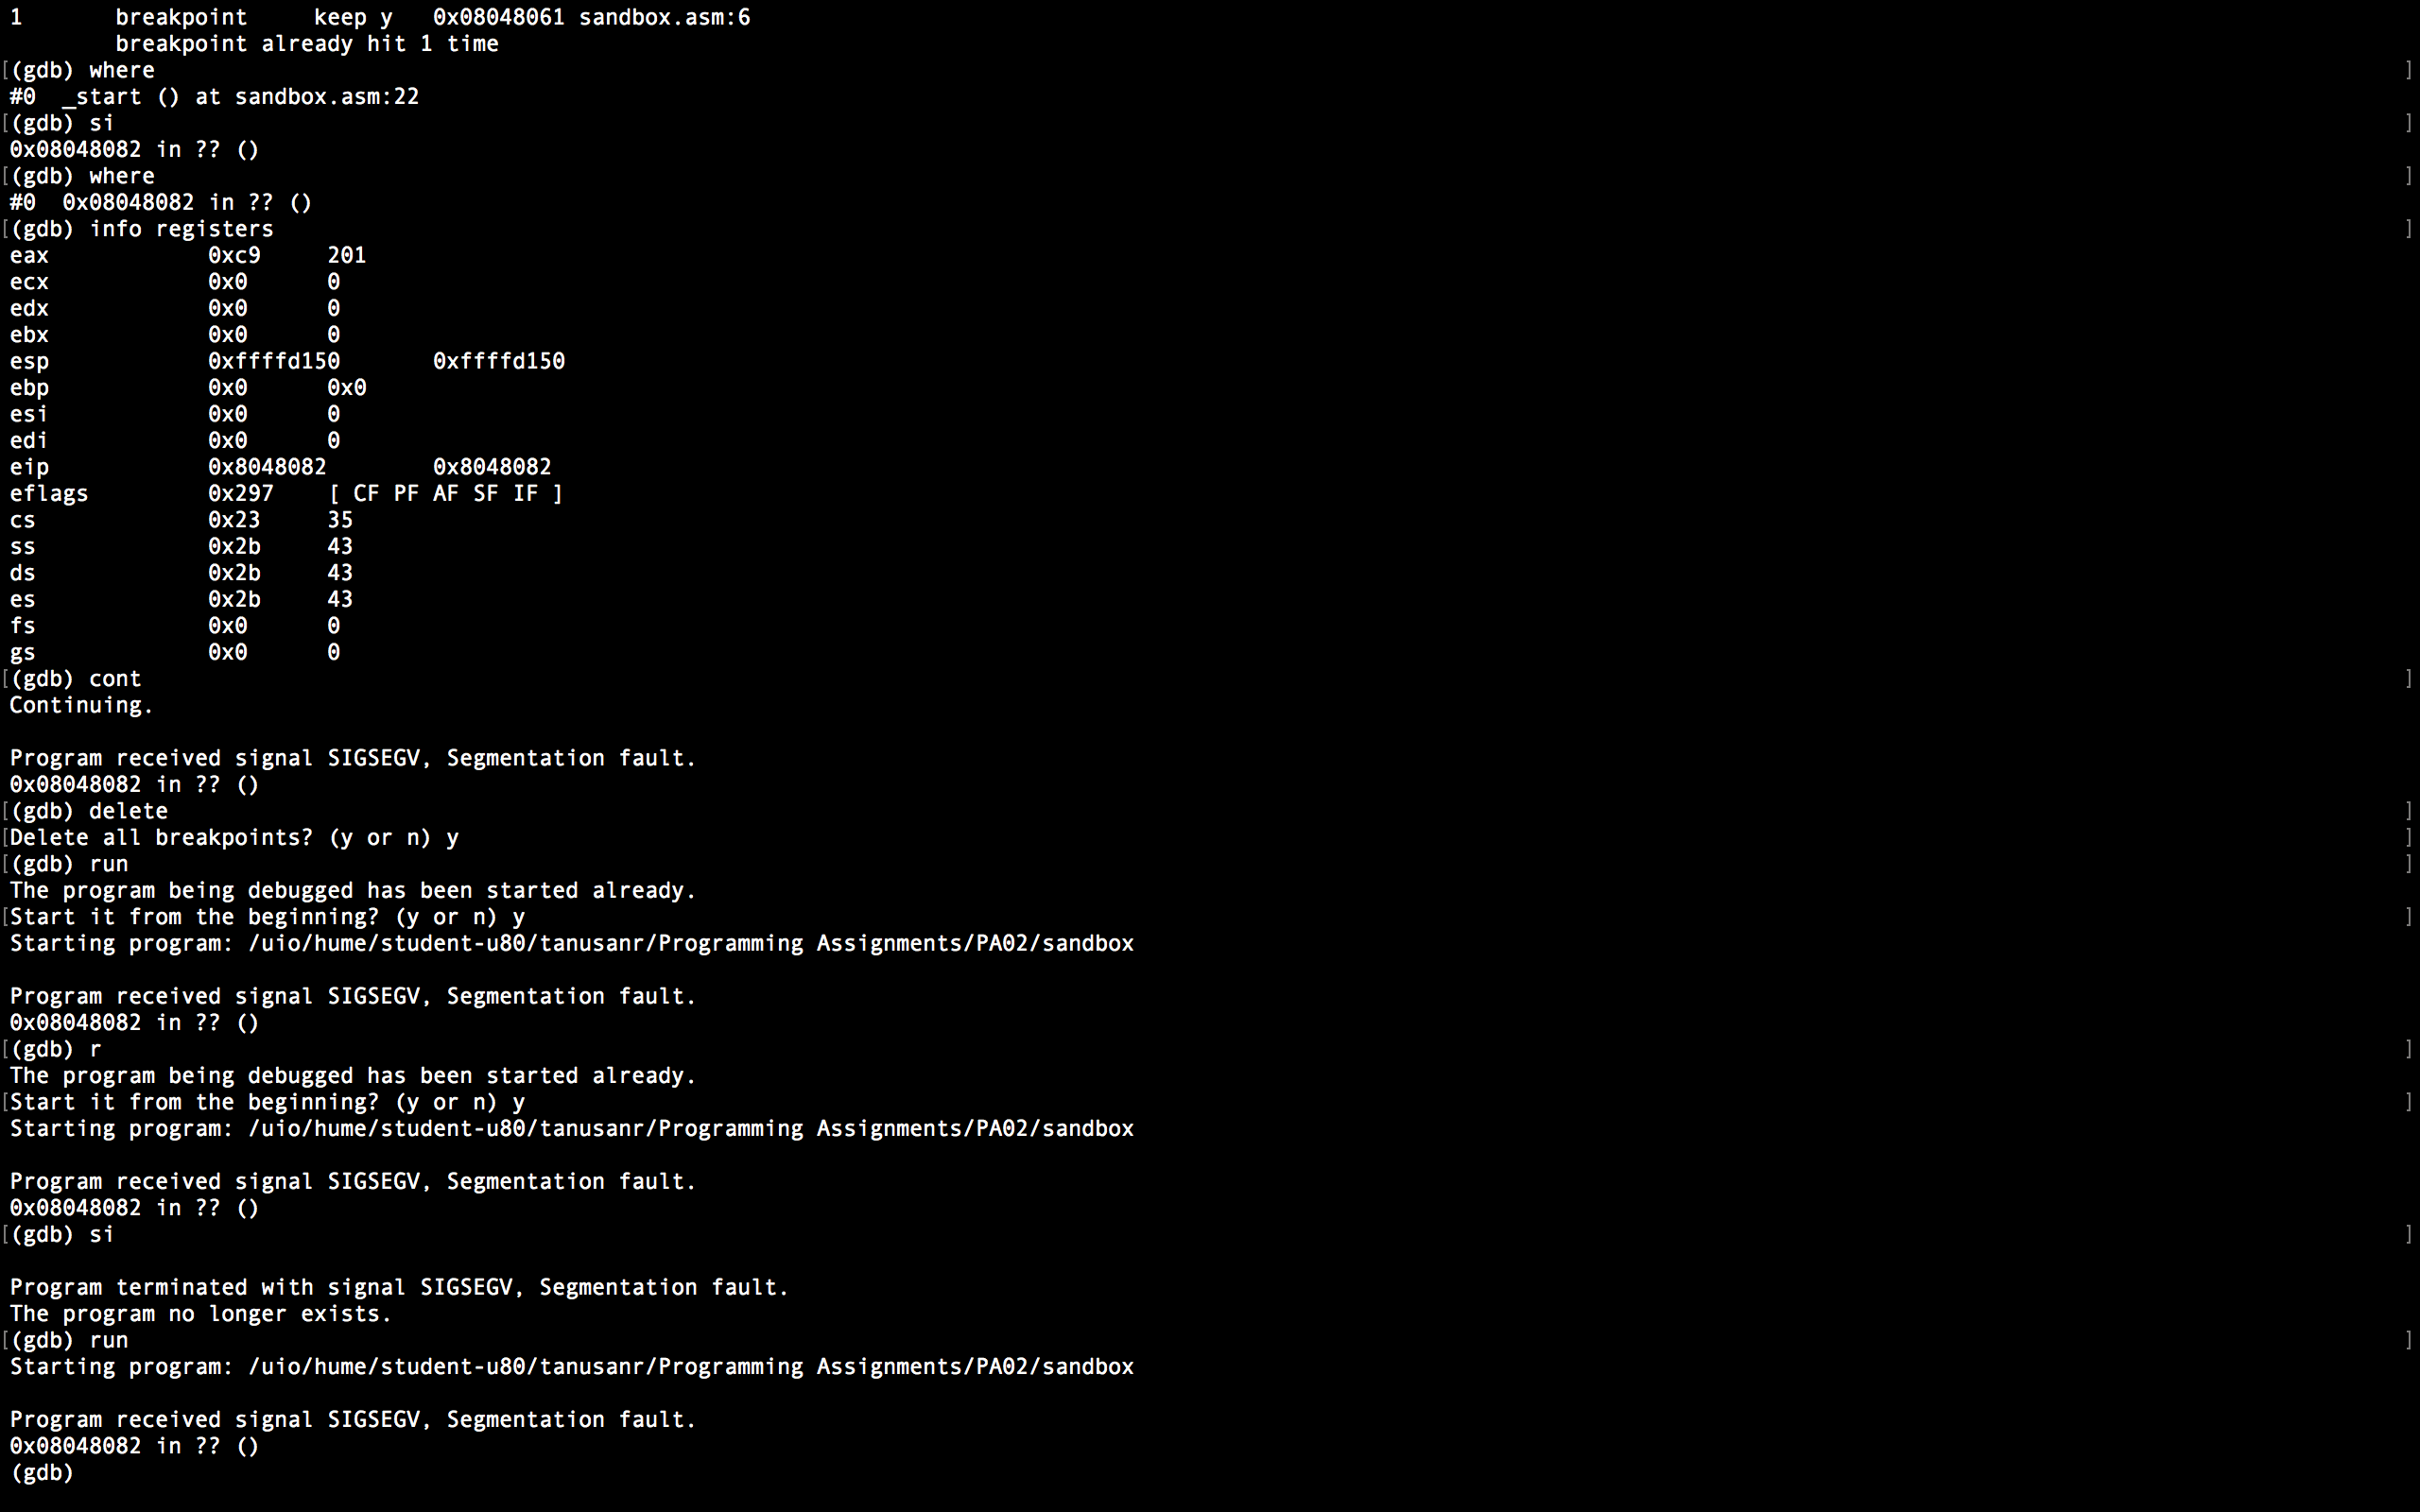 1       breakpoint     keep y   0x08048061 sandbox.asm:6
        breakpoint already hit 1 time
[(gdb) where ]
#0  _start () at sandbox.asm:22
[(gdb) si ]
0x08048082 in ?? ()
[(gdb) where ]
#0  0x08048082 in ?? ()
[(gdb) info registers ]
eax            0xc9     201
ecx            0x0      0
edx            0x0      0
ebx            0x0      0
esp            0xffffd150       0xffffd150
ebp            0x0      0x0
esi            0x0      0
edi            0x0      0
eip            0x8048082        0x8048082
eflags         0x297    [ CF PF AF SF IF ]
cs             0x23     35
ss             0x2b     43
ds             0x2b     43
es             0x2b     43
fs             0x0      0
gs             0x0      0
[(gdb) cont ]
Continuing.

Program received signal SIGSEGV, Segmentation fault.
0x08048082 in ?? ()
[(gdb) delete ]
[Delete all breakpoints? (y or n) y ]
[(gdb) run ]
The program being debugged has been started already.
[Start it from the beginning? (y or n) y ]
Starting program: /uio/hume/student-u80/tanusanr/Programming Assignments/PA02/sandbox

Program received signal SIGSEGV, Segmentation fault.
0x08048082 in ?? ()
[(gdb) r ]
The program being debugged has been started already.
[Start it from the beginning? (y or n) y ]
Starting program: /uio/hume/student-u80/tanusanr/Programming Assignments/PA02/sandbox

Program received signal SIGSEGV, Segmentation fault.
0x08048082 in ?? ()
[(gdb) si ]

Program terminated with signal SIGSEGV, Segmentation fault.
The program no longer exists.
[(gdb) run ]
Starting program: /uio/hume/student-u80/tanusanr/Programming Assignments/PA02/sandbox

Program received signal SIGSEGV, Segmentation fault.
0x08048082 in ?? ()
(gdb)